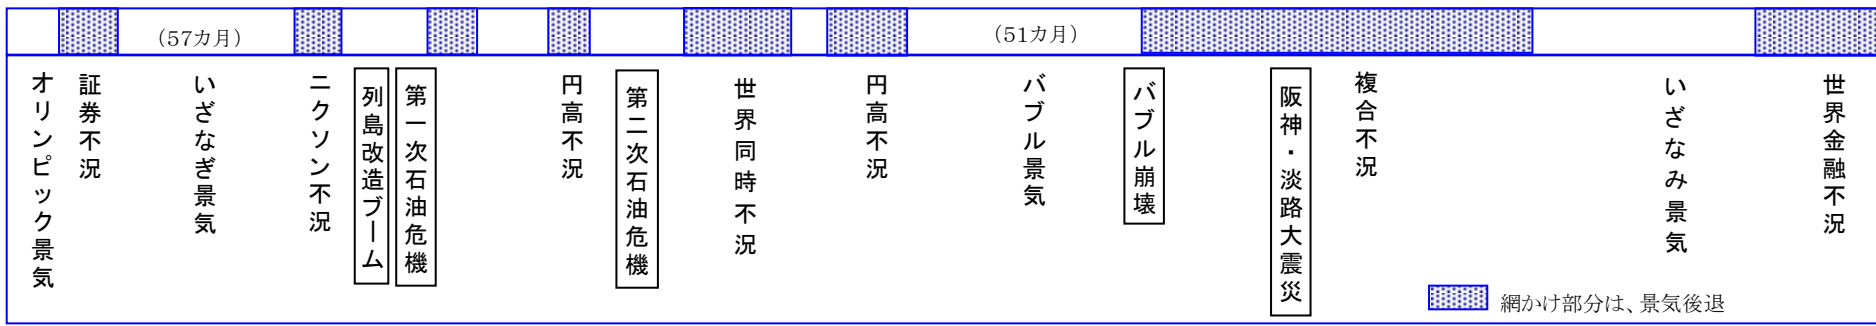 (57カ月)
(51カ月)
オリンピック景気
証券不況
いざなぎ景気
ニクソン不況
列島改造ブーム
第一次石油危機
円高不況
第二次石油危機
世界同時不況
円高不況
バブル景気
バブル崩壊
阪神・淡路大震災
複合不況
いざなみ景気
世界金融不況
網かけ部分は、景気後退